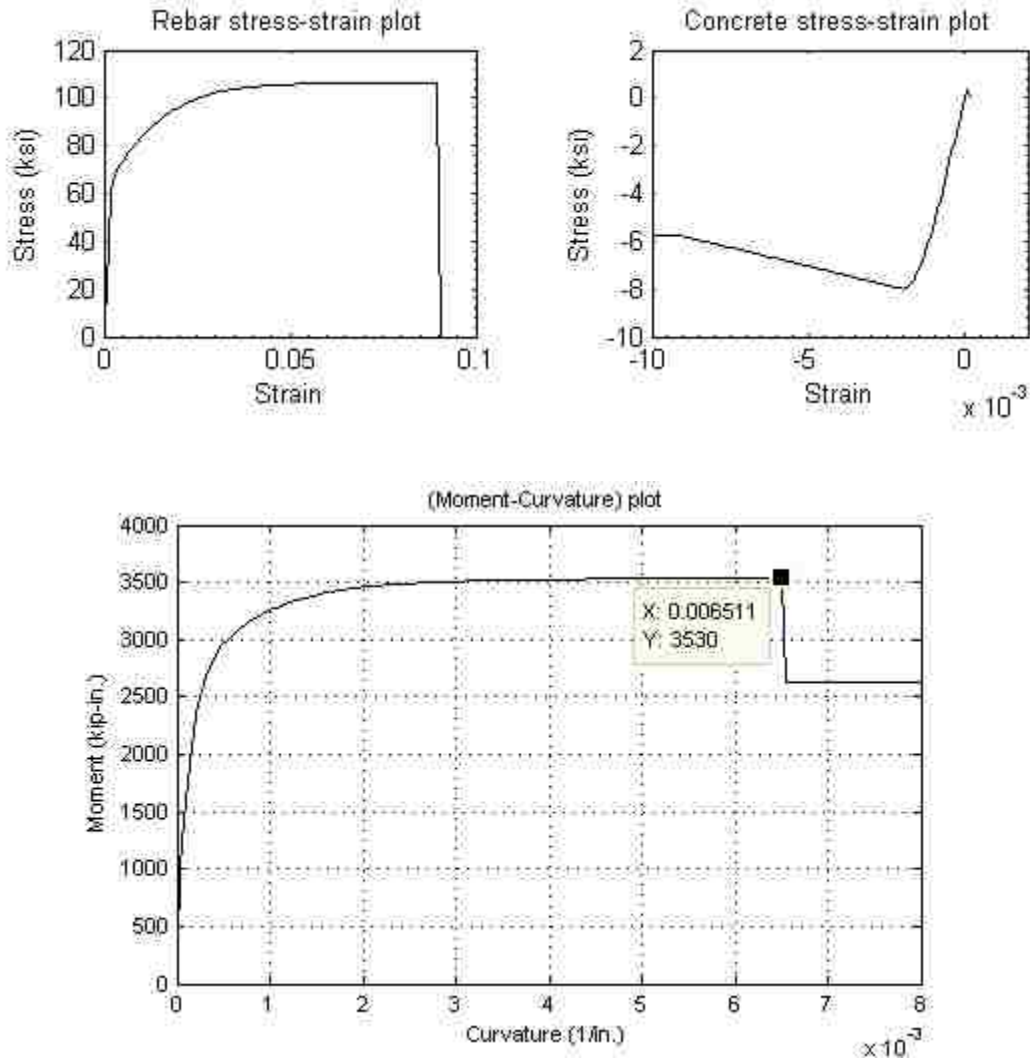 Rebar stress-strain plot
Stress (ksi)
120
100
80
60
40
20
0
0 0.05 0.1
Strain
Concrete stress-strain plot
Stress (ksi)
2
0
-2
-4
-6
-8
-10
-10 -5 0
Strain
x 10-3
(Moment-Curvature) plot
Moment (kip-in.)
4000
3500
3000
2500
2000
1500
1000
500
0
X: 0.006511
Y: 3530
0 1 2 3 4 5 6 7 8
Curvature (1/in.)
x 10-3